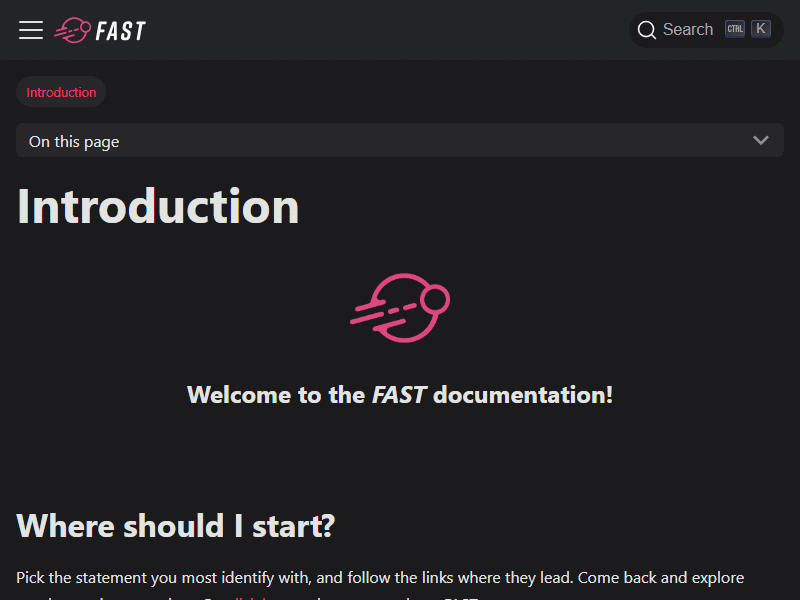 FAST
Search CTRL K
Introduction
On this page
Introduction
Welcome to the FAST documentation!
Where should I start?
Pick the statement you most identify with, and follow the links where they lead. Come back and explore